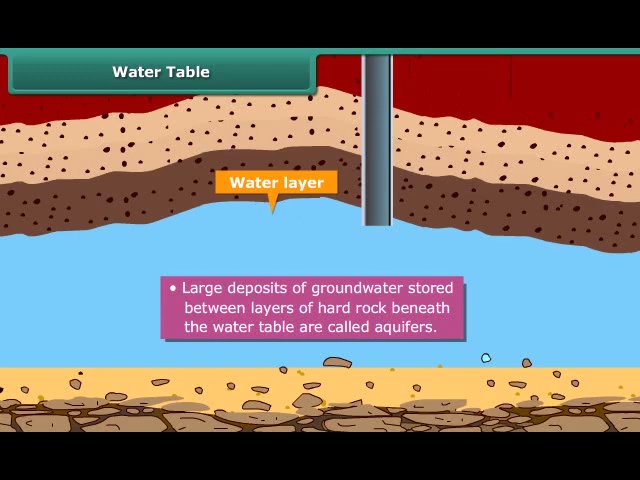 Water Table
Water layer
• Large deposits of groundwater stored
between layers of hard rock beneath
the water table are called aquifers.